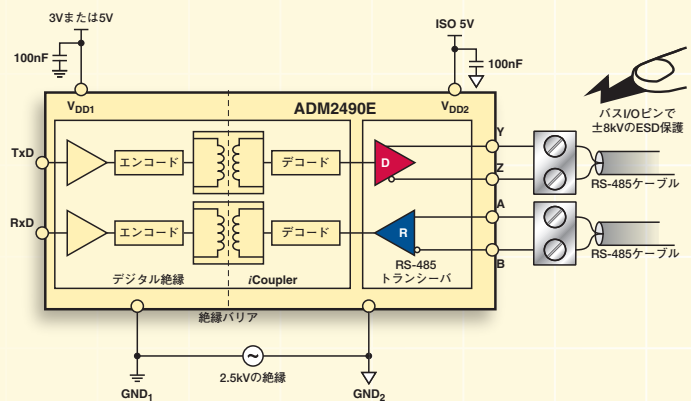 3Vまたは5V
ISO 5V
100nF
100nF
VDD1
ADM2490E
VDD2
バスI/Oピンで
±8kVのESD保護
TxD
エンコード
デコード
D
Y
Z
RS-485ケーブル
RxD
エンコード
デコード
R
A
B
RS-485ケーブル
RS-485
トランシーバ
デジタル絶縁
iCoupler
絶縁バリア
2.5kVの絶縁
GND1
GND2